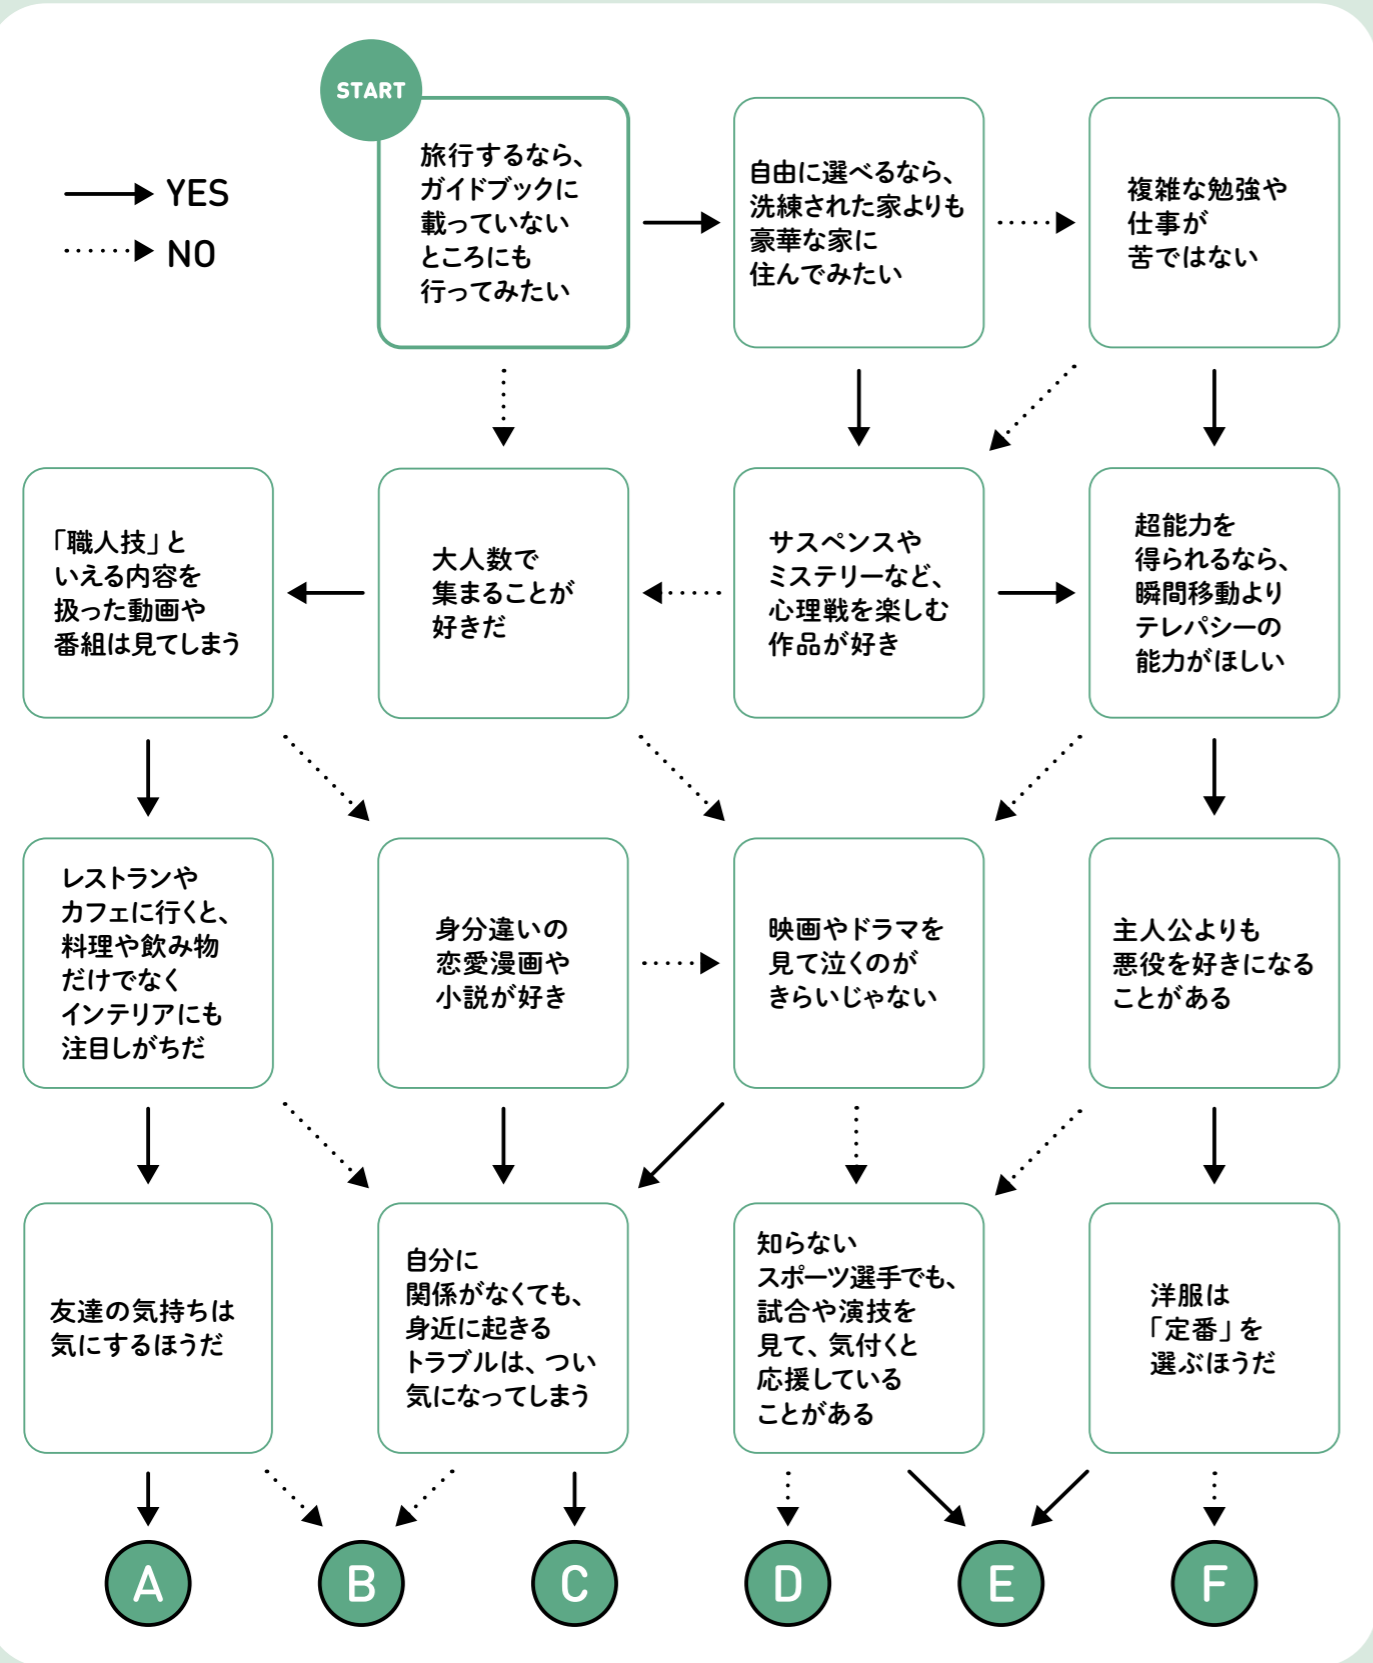 START
旅行するなら、
ガイドブックに
載っていない
ところにも
行ってみたい
自由に選べるなら、
洗練された家よりも
豪華な家に
住んでみたい
複雑な勉強や
仕事が
苦ではない
YES
NO
「職人技」と
いえる内容を
扱った動画や
番組は見てしまう
大人数で
集まることが
好きだ
サスペンスや
ミステリーなど、
心理戦を楽しむ
作品が好き
超能力を
得られるなら、
瞬間移動より
テレパシーの
能力がほしい
レストランや
カフェに行くと、
料理や飲み物
だけでなく
インテリアにも
注目しがちだ
身分違いの
恋愛漫画や
小説が好き
映画やドラマを
見て泣くのが
きらいじゃない
主人公よりも
悪役を好きになる
ことがある
友達の気持ちは
気にするほうだ
自分に
関係がなくても、
身近に起きる
トラブルは、つい
気になってしまう
知らない
スポーツ選手でも、
試合や演技を
見て、気付くと
応援している
ことがある
洋服は
「定番」を
選ぶほうだ
A
B
C
D
E
F